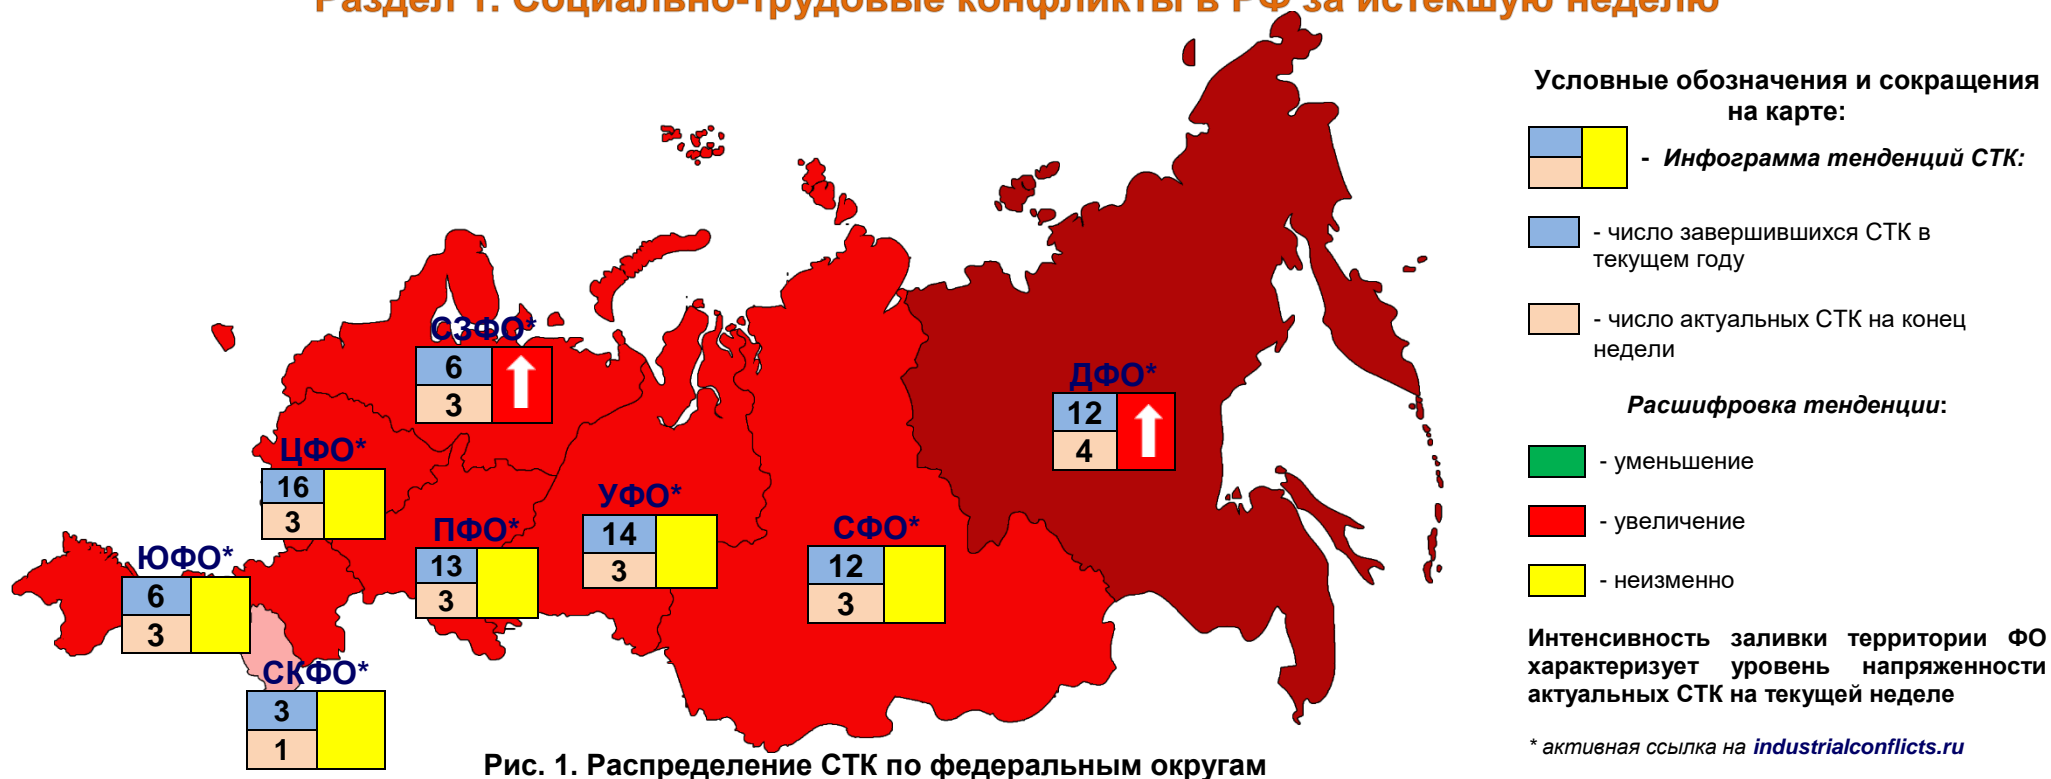 Раздел 1. Социально-трудовые конфликты в РФ за истекшую неделю
Условные обозначения и сокращения
на карте:
- Инфограмма тенденций СТК:
- число завершившихся СТК в
текущем году
- число актуальных СТК на конец
недели
Расшифровка тенденции:
- уменьшение
- увеличение
- неизменно
Интенсивность заливки территории ФО
характеризует уровень напряженности
актуальных СТК на текущей неделе
* активная ссылка на industrialconflicts.ru
СЗФО*
6
3
ДФО*
12
4
ЦФО*
16
3
ПФО*
13
3
УФО*
14
3
СФО*
12
3
ЮФО*
6
3
СКФО*
3
1
Рис. 1. Распределение СТК по федеральным округам